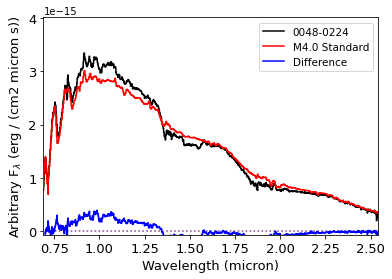 1e−15
0048-0224
M4.0 Standard
Difference
Arbitrary Fλ (erg / (cm2 micron s))
4
3
2
1
0
0.75 1.00 1.25 1.50 1.75 2.00 2.25 2.50
Wavelength (micron)